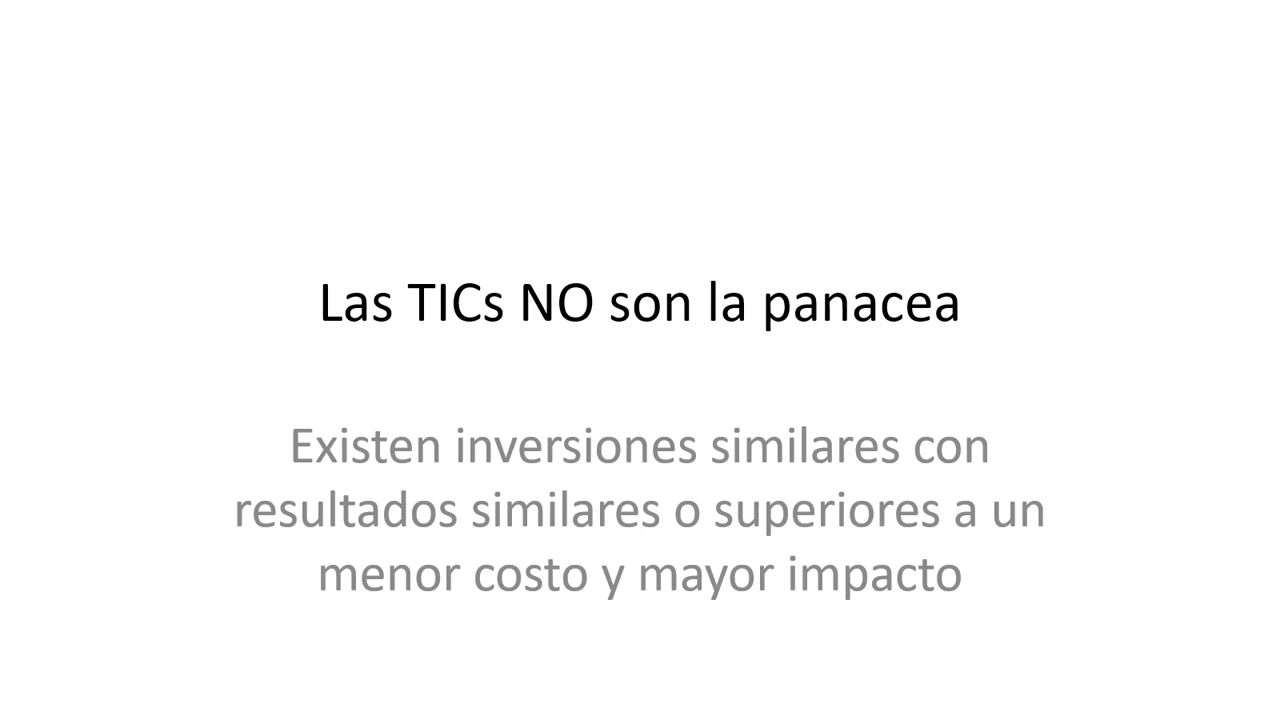 Las TICs NO son la panacea
Existen inversiones similares con
resultados similares o superiores a un
menor costo y mayor impacto